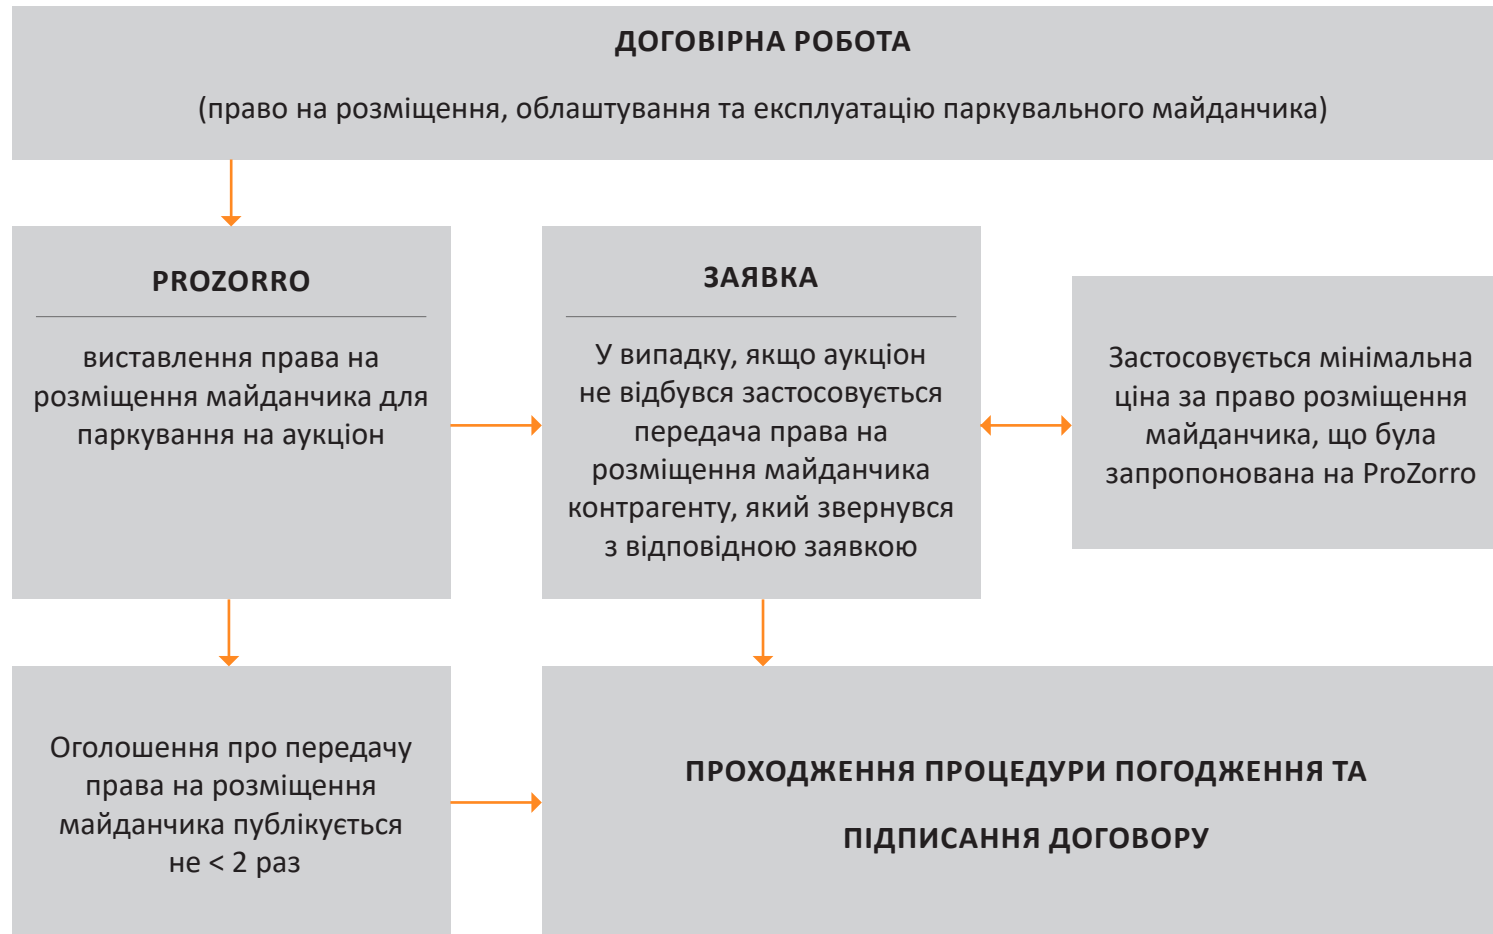 ДОГОВІРНА РОБОТА
(право на розміщення, облаштування та експлуатацію паркувального майданчика)
PROZORRO
виставлення права на
розміщення майданчика для
паркування на аукціон
ЗАЯВКА
У випадку, якщо аукціон
не відбувся застосовується
передача права на
розміщення майданчика
контрагенту, який звернувся
з відповідною заявкою
Застосовується мінімальна
ціна за право розміщення
майданчика, що була
запропонована на ProZorro
Оголошення про передачу
права на розміщення
майданчика публікується
не < 2 раз
ПРОХОДЖЕННЯ ПРОЦЕДУРИ ПОГОДЖЕННЯ ТА
ПІДПИСАННЯ ДОГОВОРУ